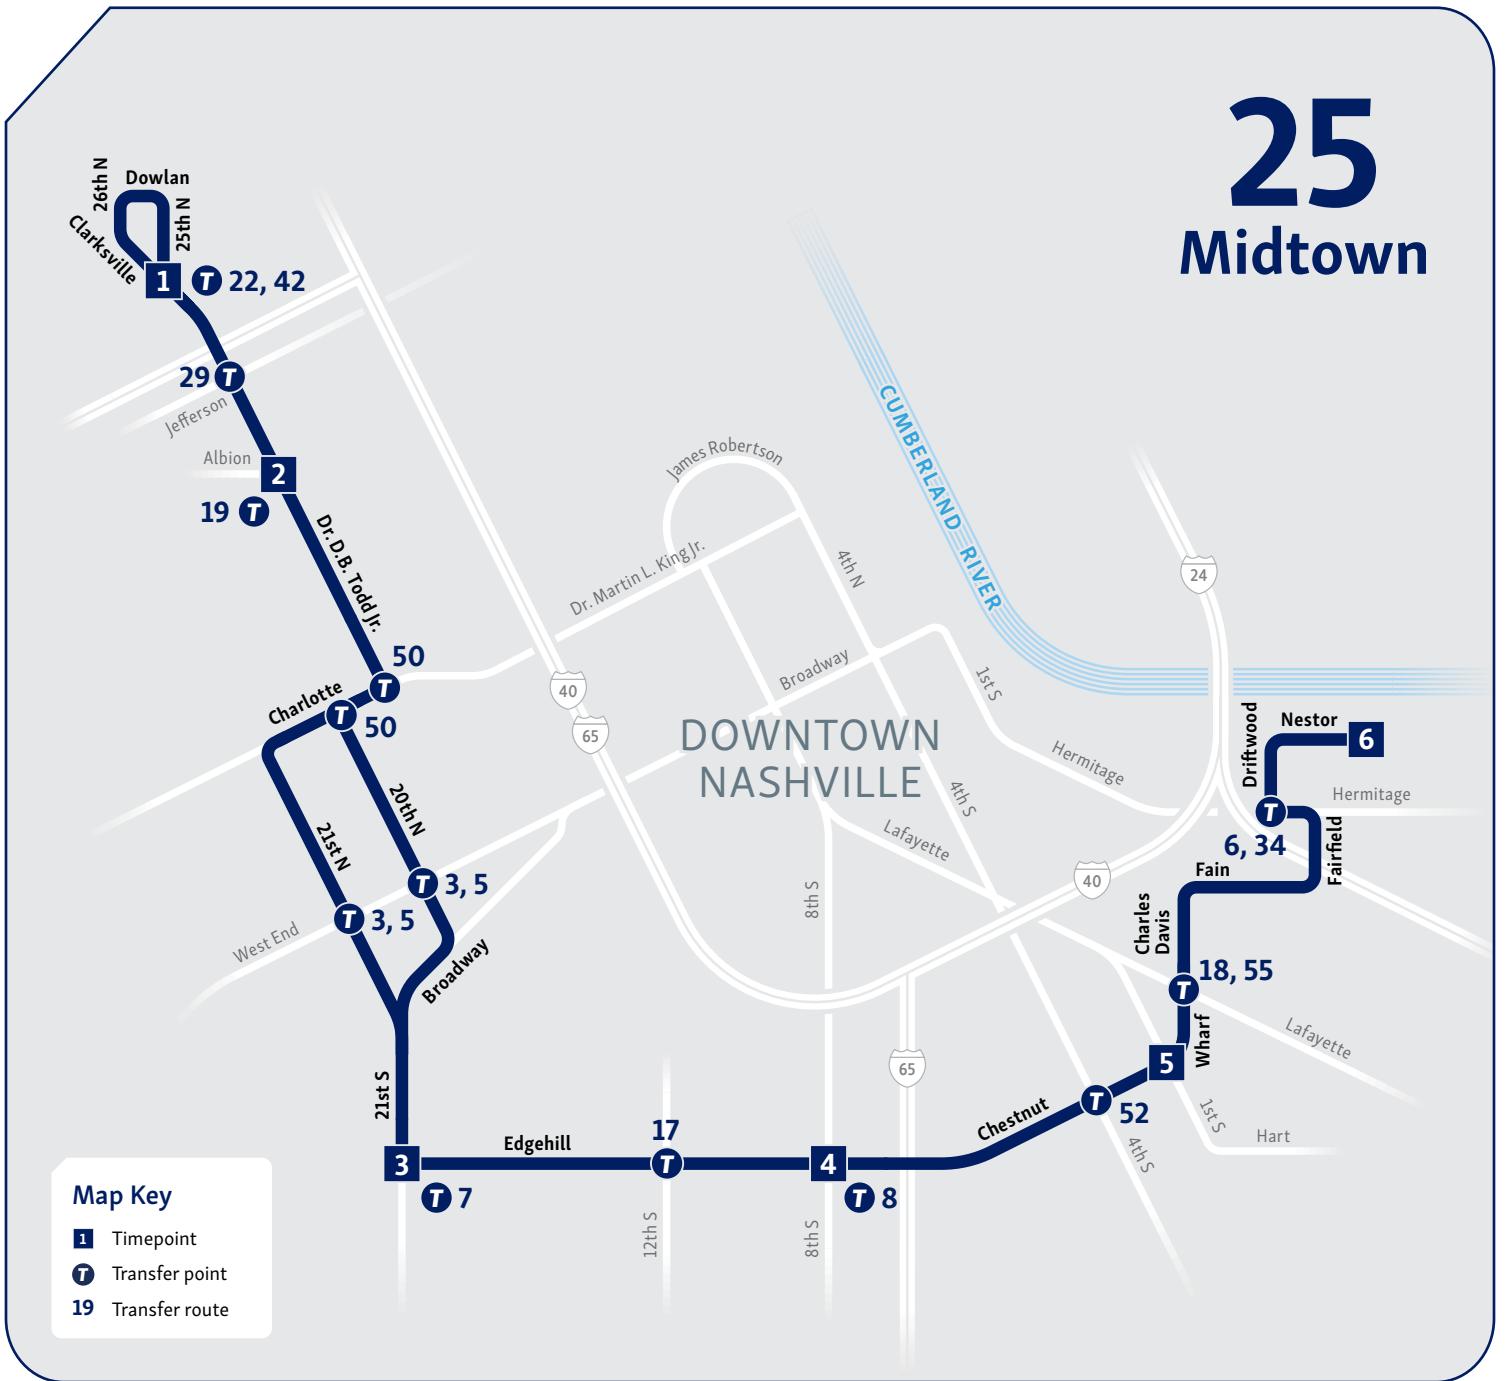 25
Midtown
26th N
Dowlan
25th N
Clarksville
1
T
22, 42
29
T
Jefferson
Albion
2
19
T
Dr. D.B. Todd Jr.
James Robertson
Dr. Martin L. King Jr.
4th N
CUMBERLAND RIVER
24
50
T
Charlotte
T
50
40
65
Broadway
1st S
DOWNTOWN
NASHVILLE
Hermitage
4th S
Lafayette
Driftwood
Nestor
6
T
Hermitage
6, 34
Fairfield
Fain
40
20th N
21st N
T
3, 5
T
3, 5
West End
Broadway
8th S
Charles
Davis
18, 55
T
Wharf
Lafayette
5
65
21st S
T
52
Chestnut
1st S
Hart
4th S
17
Edgehill
3
T
4
T
7
T
8
12th S
8th S
Map Key
1
Timepoint
T
Transfer point
19
Transfer route